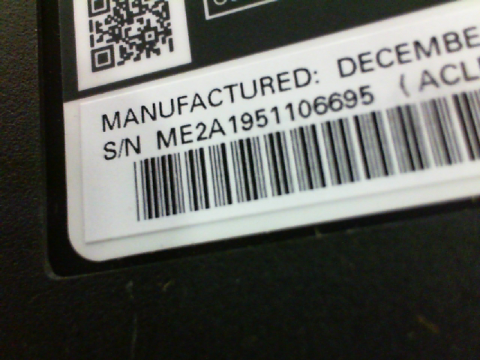 MANUFACTURED: DECEMBE
S/N ME2A1951106695 (ACL